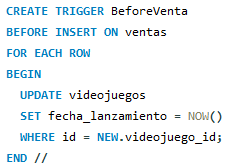 CREATE TRIGGER BeforeVenta
BEFORE INSERT ON ventas
FOR EACH ROW
BEGIN
  UPDATE videojuegos
  SET fecha_lanzamiento = NOW()
  WHERE id = NEW.videojuego_id;
END //